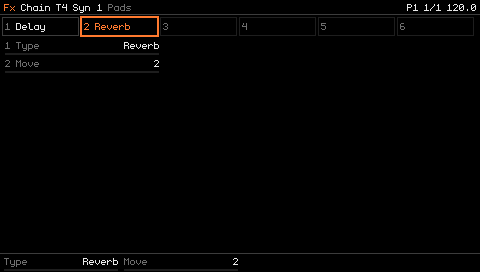 Fx Chain T4 Syn 1 Pads P1 1/1 120.0
1 Delay 2 Reverb 3 4 5 6
1 Type Reverb
2 Move 2
Type Reverb Move 2